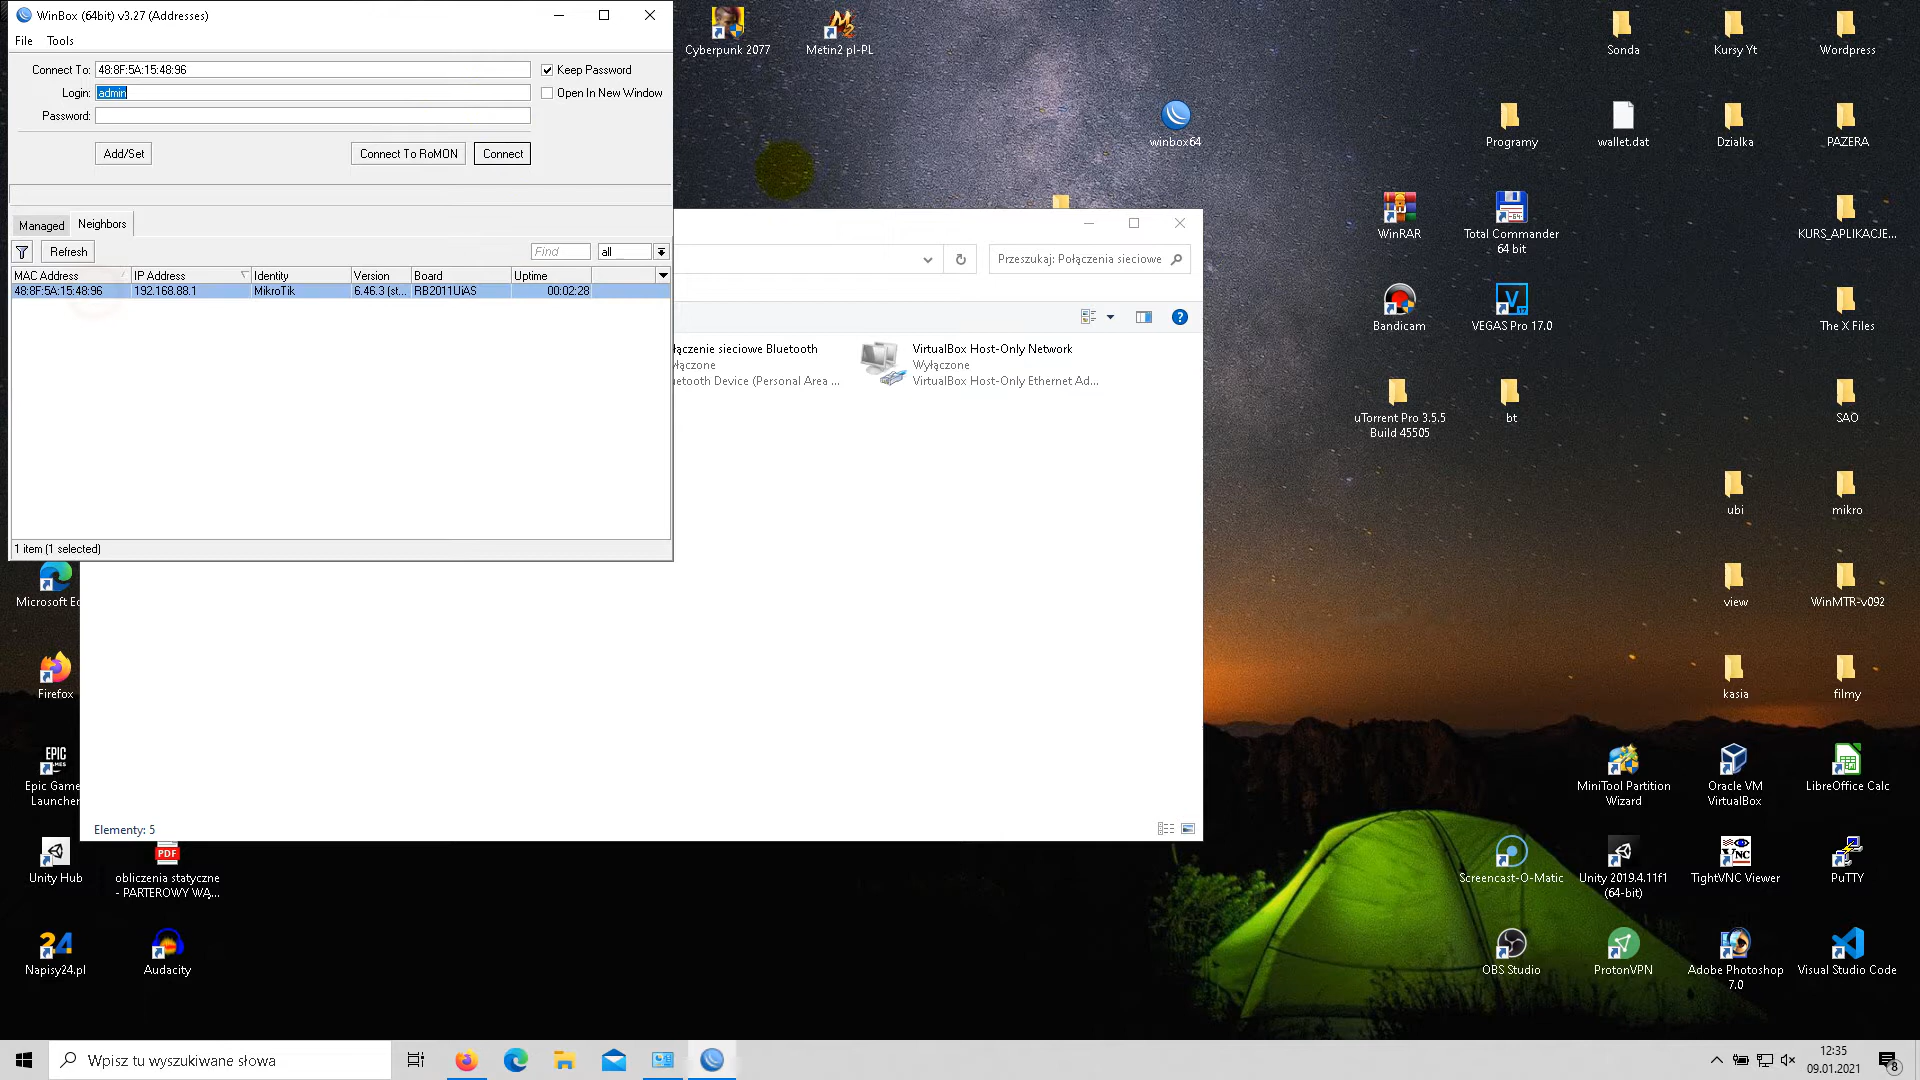 WinBox (64bit) v3.27 (Addresses)
File Tools
Connect To: 48:8F:5A:15:48:96
Keep Password
Login: admin
Open In New Window
Password:
Add/Set
Connect To RoMON
Connect
Managed
Neighbors
Refresh
Find
all
MAC Address IP Address Identity Version Board Uptime
48:8F:5A:15:48:96 192.168.88.1 MikroTik 6.46.3 (st... RB2011UiAS 00:02:28
1 item (1 selected)
Przeszukaj: Połączenia sieciowe
łączenie sieciowe Bluetooth
yłączone
uetooth Device (Personal Area ...
VirtualBox Host-Only Network
Wyłączone
VirtualBox Host-Only Ethernet Ad...
Elementy: 5
Cyberpunk 2077
Metin2 pl-PL
winbox64
Sonda
Kursy Yt
Wordpress
Programy
wallet.dat
Dzialka
PAZERA
WinRAR
Total Commander
64 bit
KURS_APLIKACJE...
Bandicam
VEGAS Pro 17.0
The X Files
uTorrent Pro 3.5.5
Build 45505
bt
SAO
ubi
mikro
Microsoft Ec
view
WinMTR-v092
Firefox
kasia
filmy
EPIC
GAMES
Epic Game
Launcher
MiniTool Partition
Wizard
Oracle VM
VirtualBox
LibreOffice Calc
Unity Hub
PDF
obliczenia statyczne
- PARTEROWY WĄ...
Screencast-O-Matic
Unity 2019.4.11f1
(64-bit)
VNC
TightVNC Viewer
PuTTY
24
Napisy24.pl
Audacity
OBS Studio
ProtonVPN
Adobe Photoshop
7.0
Visual Studio Code
Wpisz tu wyszukiwane słowa
12:35
09.01.2021
8